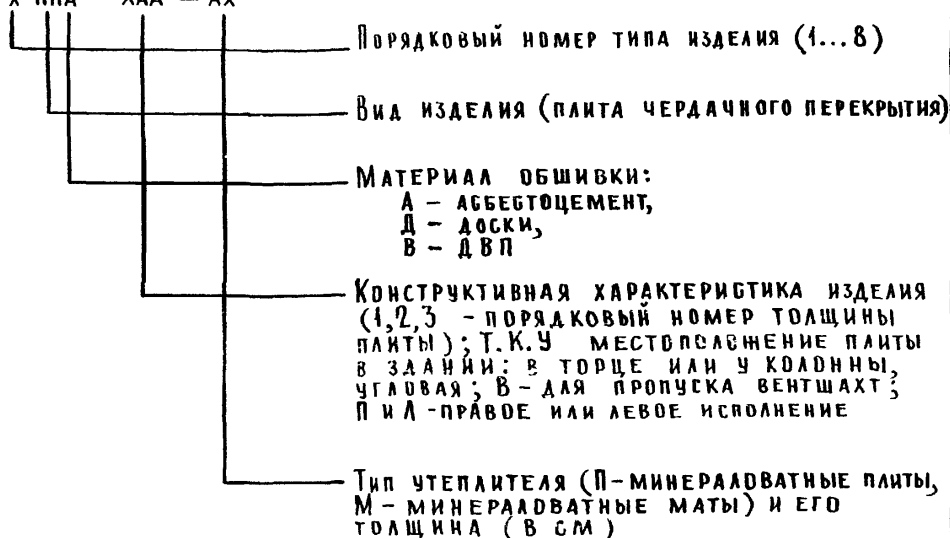 Порядковый номер типа изделия (1...8)
Вид изделия (плита чердачного перекрытия)
Материал обшивки:
А – асбестоцемент,
Д – доски,
В – ДВП
Конструктивная характеристика изделия
(1,2,3 - порядковый номер толщины
плиты); Т.К.У местоположение плиты
в здании: в торце или у колонны,
угловая; В – для пропуска вентшахт;
П и Л - правое или левое исполнение
Тип утеплителя (П – минераловатные плиты,
М – минераловатные маты) и его
толщина (в см)